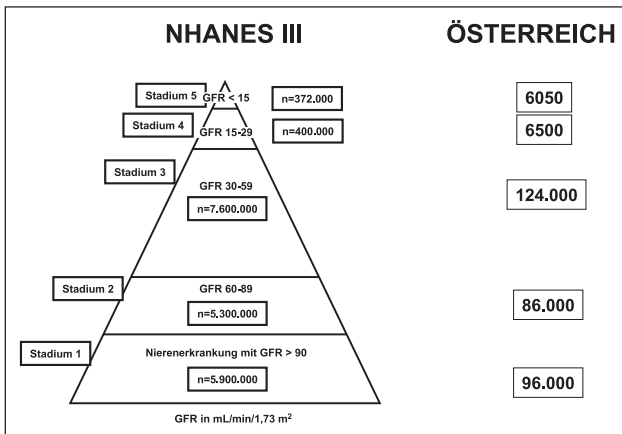 NHANES III
ÖSTERREICH
Stadium 5
GFR < 15
n=372.000
6050
Stadium 4
GFR 15-29
n=400.000
6500
Stadium 3
GFR 30-59
n=7.600.000
124.000
Stadium 2
GFR 60-89
n=5.300.000
86.000
Stadium 1
Nierenerkrankung mit GFR > 90
n=5.900.000
96.000
GFR in mL/min/1,73 m²